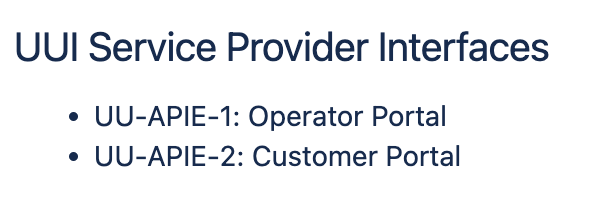 UUI Service Provider Interfaces
• UU-APIE-1: Operator Portal
• UU-APIE-2: Customer Portal